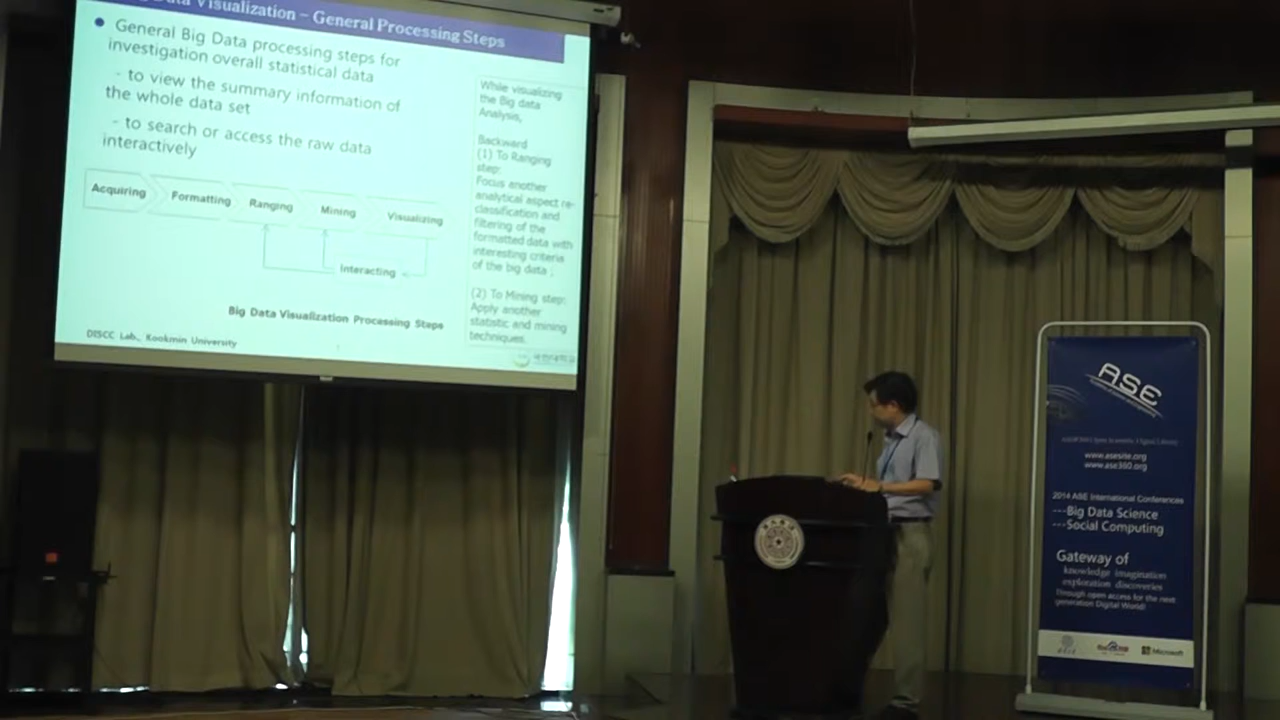 Data Visualization – General Processing Steps
• General Big Data processing steps for
investigation overall statistical data
- to view the summary information of
the whole data set
- to search or access the raw data
interactively
Acquiring
Formatting
Ranging
Mining
Visualizing
Interacting
Big Data Visualization Processing Steps
DISCC Lab., Kookmin University
While visualizing
the Big data
Analysis,
Backward
(1) To Ranging
step:
Focus another
analytical aspect re-
classification and
filtering of the
formatted data with
interesting criteria
of the big data ;
(2) To Mining step:
Apply another
statistic and mining
techniques.
ASE
www.asesite.org
www.ase360.org
2014 ASE International Conferences
---Big Data Science
---Social Computing
Gateway of
knowledge imagination
exploration discoveries
Through open access for the next
generation Digital World!
Microsoft